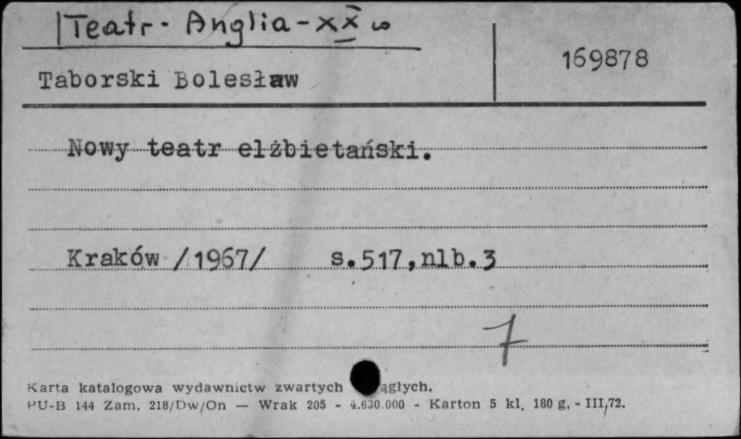 Teatr - Anglia - XX w
169878
Taborski Bolesław
Nowy teatr elżbietański.
Kraków /1967/ s.517,nlb.3
7
Karta katalogowa wydawnictw zwartych ągłych.
PU-B 144 Zam. 218/Dw/On — Wrak 205 - 4.630.000 - Karton 5 kl. 180 g. - III,72.